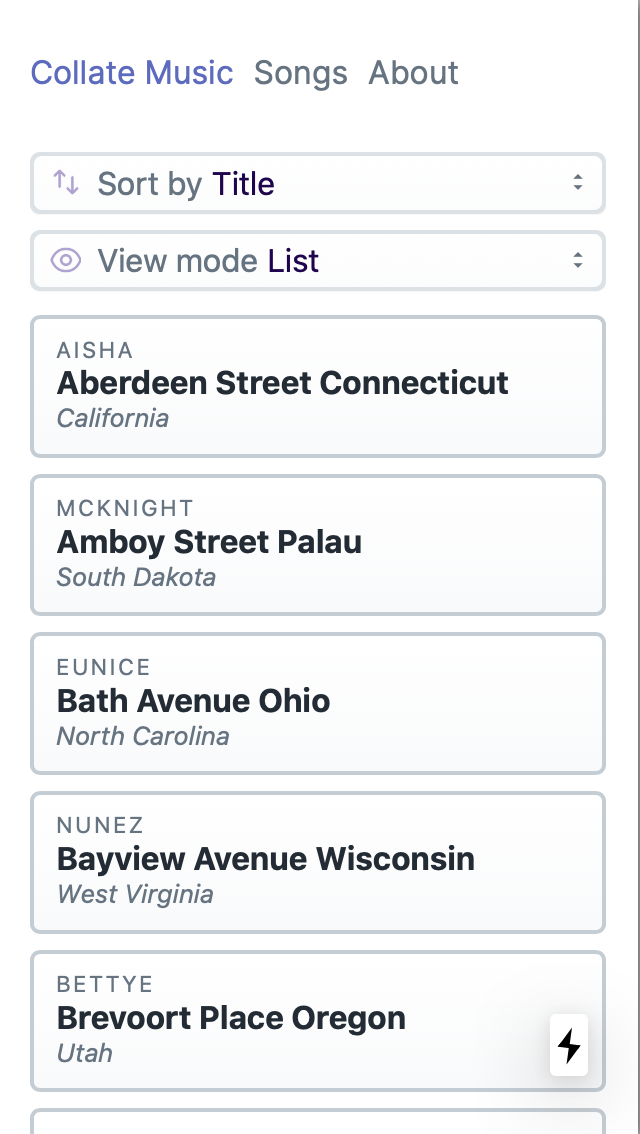 Collate Music Songs About
Sort by Title
View mode List
AISHA
Aberdeen Street Connecticut
California
MCKNIGHT
Amboy Street Palau
South Dakota
EUNICE
Bath Avenue Ohio
North Carolina
NUNEZ
Bayview Avenue Wisconsin
West Virginia
BETTYE
Brevoort Place Oregon
Utah